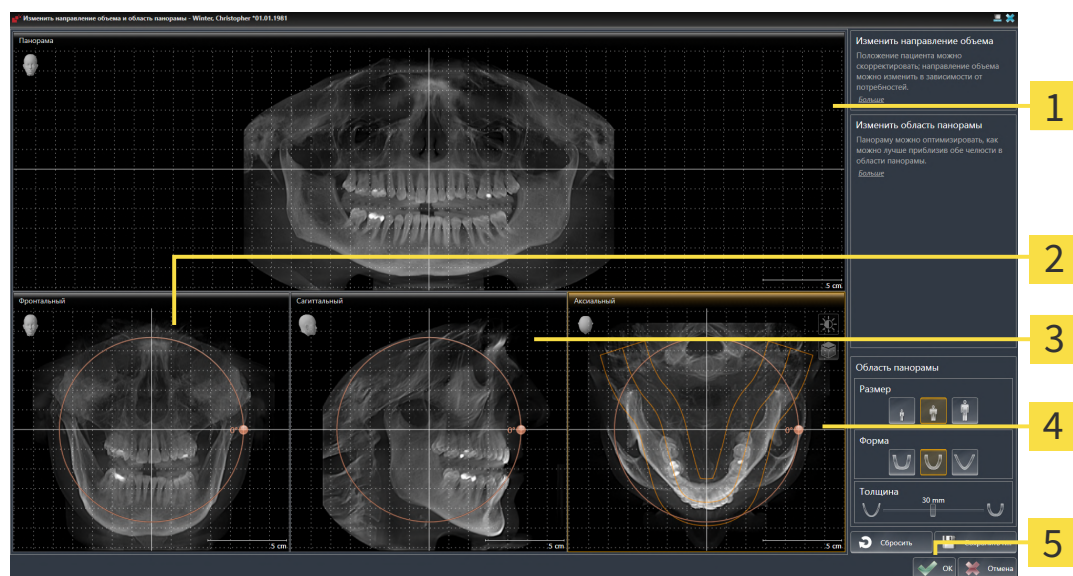 Изменить направление объема и область панорамы - Winter, Christopher *01.01.1981
Панорама
5 cm
Фронтальный
0°
5 cm
Сагиттальный
0°
5 cm
Аксиальный
0°
5 cm
Изменить направление объема
Положение пациента можно
скорректировать; направление объема
можно изменить в зависимости от
потребностей.
Больше
Изменить область панорамы
Панораму можно оптимизировать, как
можно лучше приблизив обе челюсти в
области панорамы.
Больше
Область панорамы
Размер
Форма
Толщина
30 mm
Сбросить
OK
Отмена
1
2
3
4
5